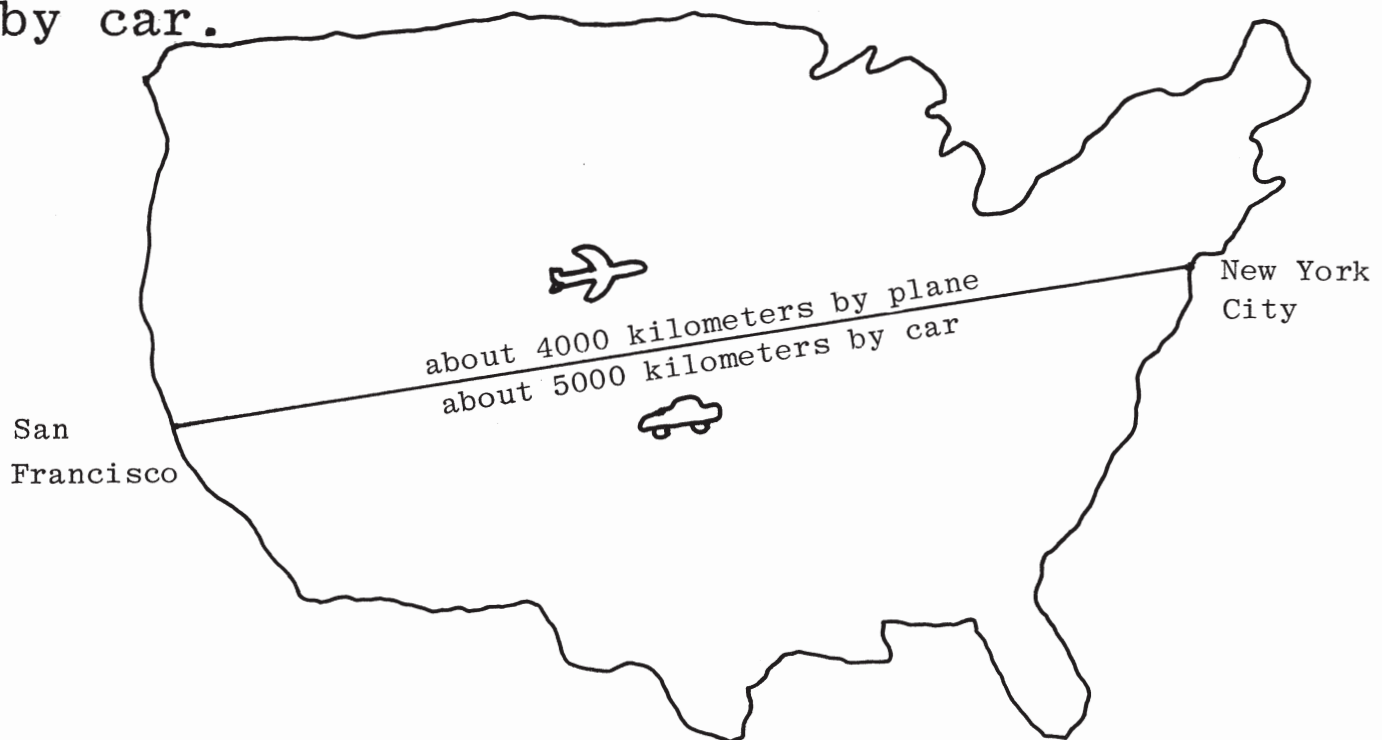 by car.
about 4000 kilometers by plane
about 5000 kilometers by car
New York
City
San
Francisco